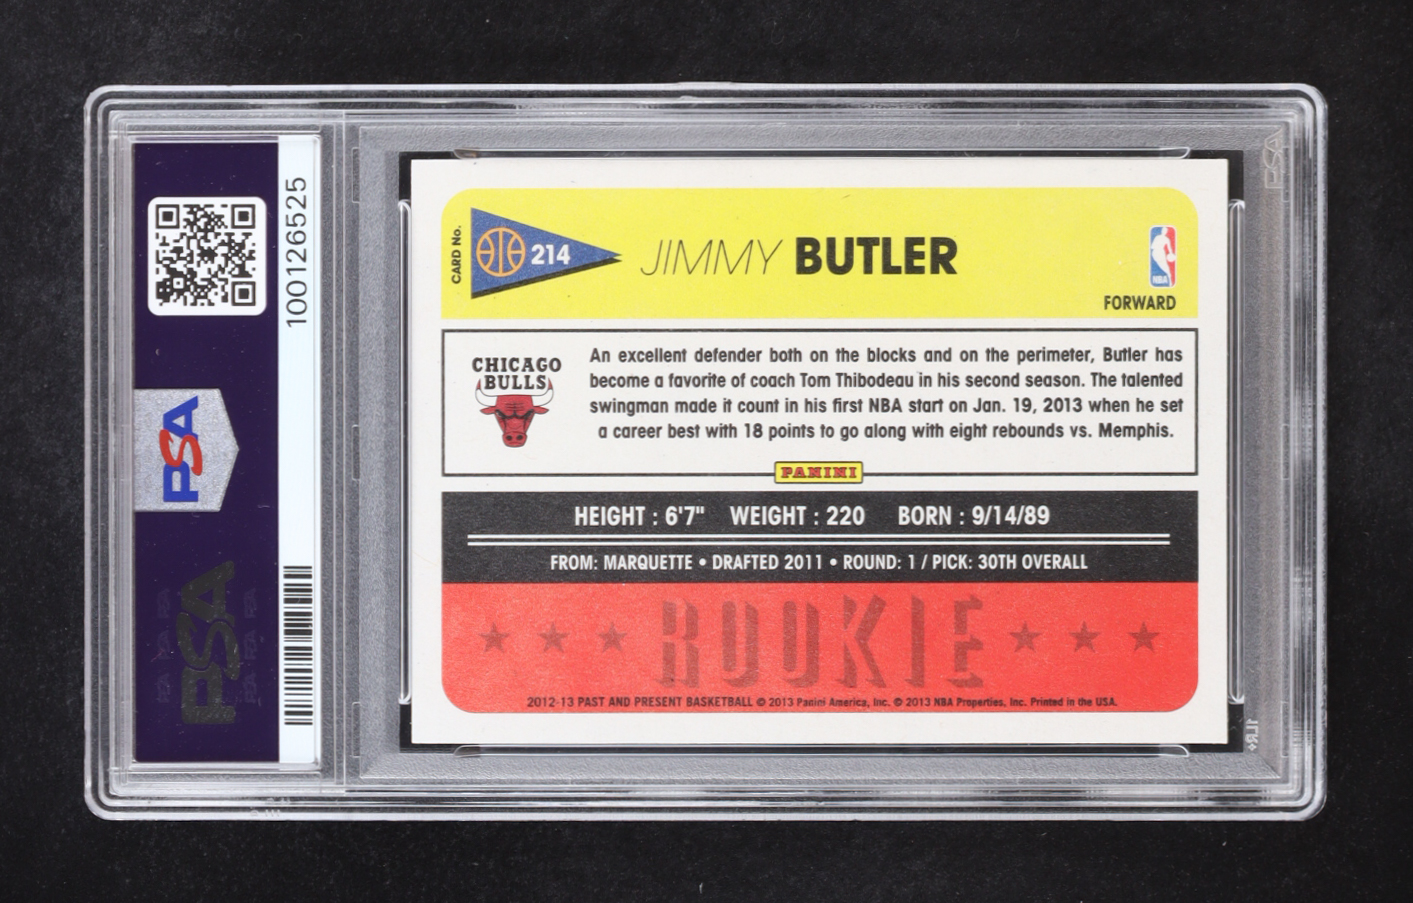 CARD No.
214
JIMMY BUTLER
NBA
FORWARD
CHICAGO
BULLS
An excellent defender both on the blocks and on the perimeter, Butler has
become a favorite of coach Tom Thibodeau in his second season. The talented
swingman made it count in his first NBA start on Jan. 19, 2013 when he set
a career best with 18 points to go along with eight rebounds vs. Memphis.
PANINI
HEIGHT : 6'7" WEIGHT : 220 BORN : 9/14/89
FROM: MARQUETTE • DRAFTED 2011 • ROUND: 1 / PICK: 30TH OVERALL
ROOKIE
2012-13 PAST AND PRESENT BASKETBALL © 2013 Panini America, Inc. © 2013 NBA Properties, Inc. Printed in the USA.
100126525
PSA
PSA
PSA